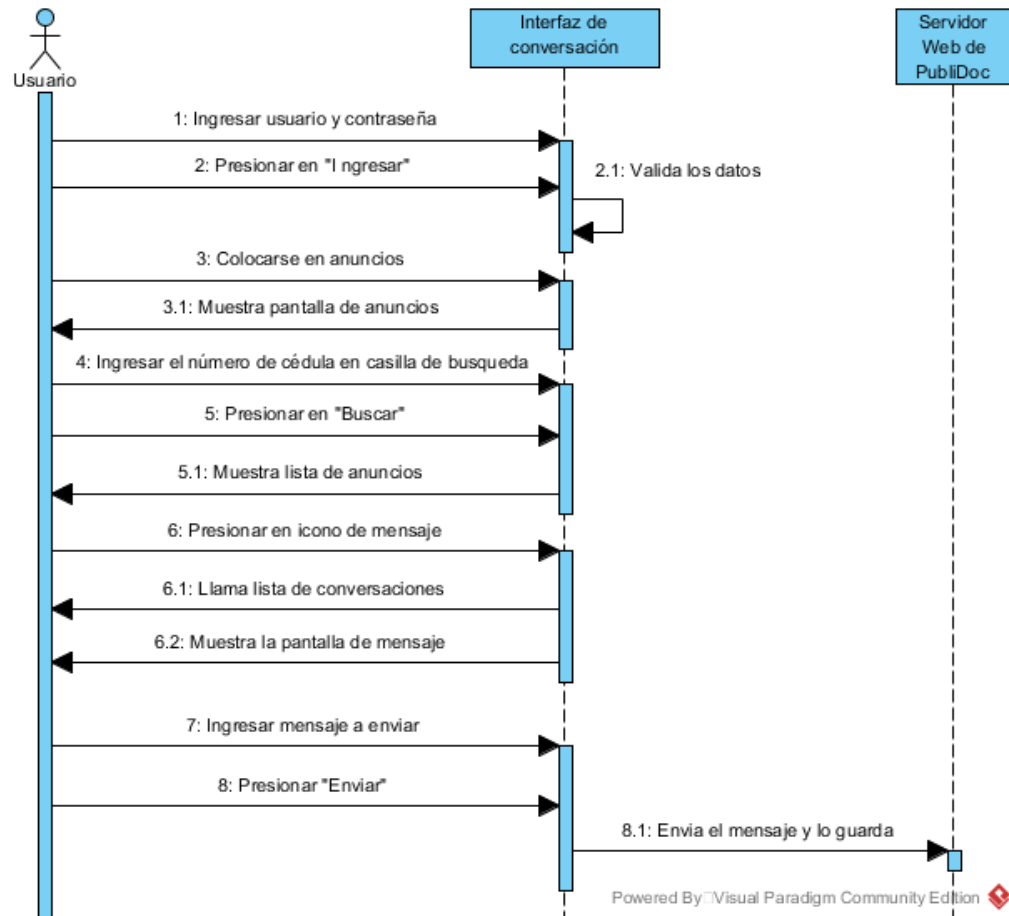 Usuario
Interfaz de
conversación
Servidor
Web de
PubliDoc
1: Ingresar usuario y contraseña
2: Presionar en "I ngresar"
2.1: Valida los datos
3: Colocarse en anuncios
3.1: Muestra pantalla de anuncios
4: Ingresar el número de cédula en casilla de busqueda
5: Presionar en "Buscar"
5.1: Muestra lista de anuncios
6: Presionar en icono de mensaje
6.1: Llama lista de conversaciones
6.2: Muestra la pantalla de mensaje
7: Ingresar mensaje a enviar
8: Presionar "Enviar"
8.1: Envia el mensaje y lo guarda
Powered By Visual Paradigm Community Edition